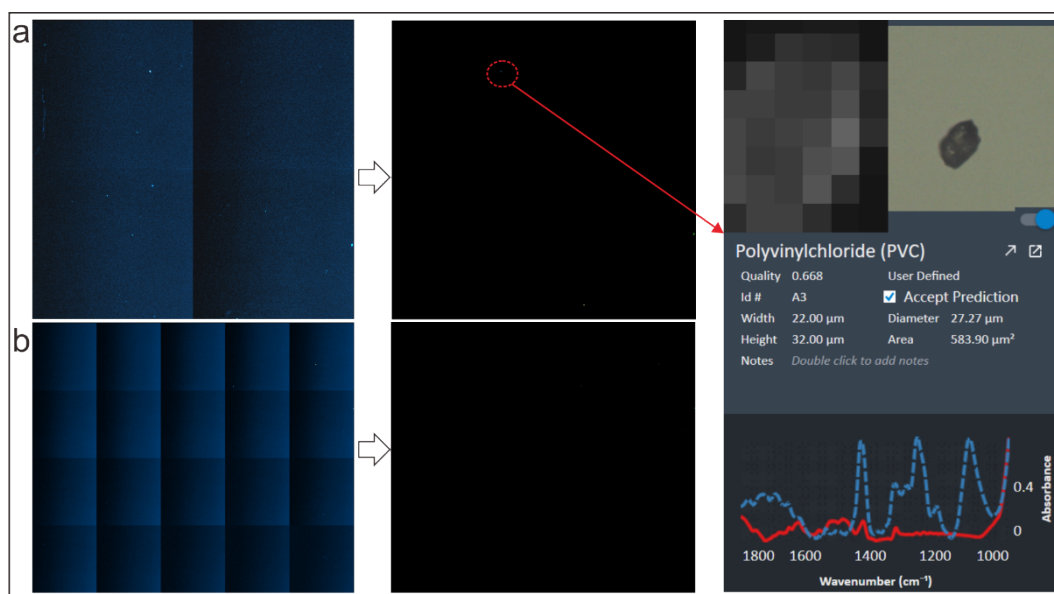 a
b
Polyvinylchloride (PVC)
Quality 0.668 User Defined
Id # A3 Accept Prediction
Width 22.00 µm Diameter 27.27 µm
Height 32.00 µm Area 583.90 µm²
Notes Double click to add notes
0.4
0
Absorbance
1800 1600 1400 1200 1000
Wavenumber (cm⁻¹)